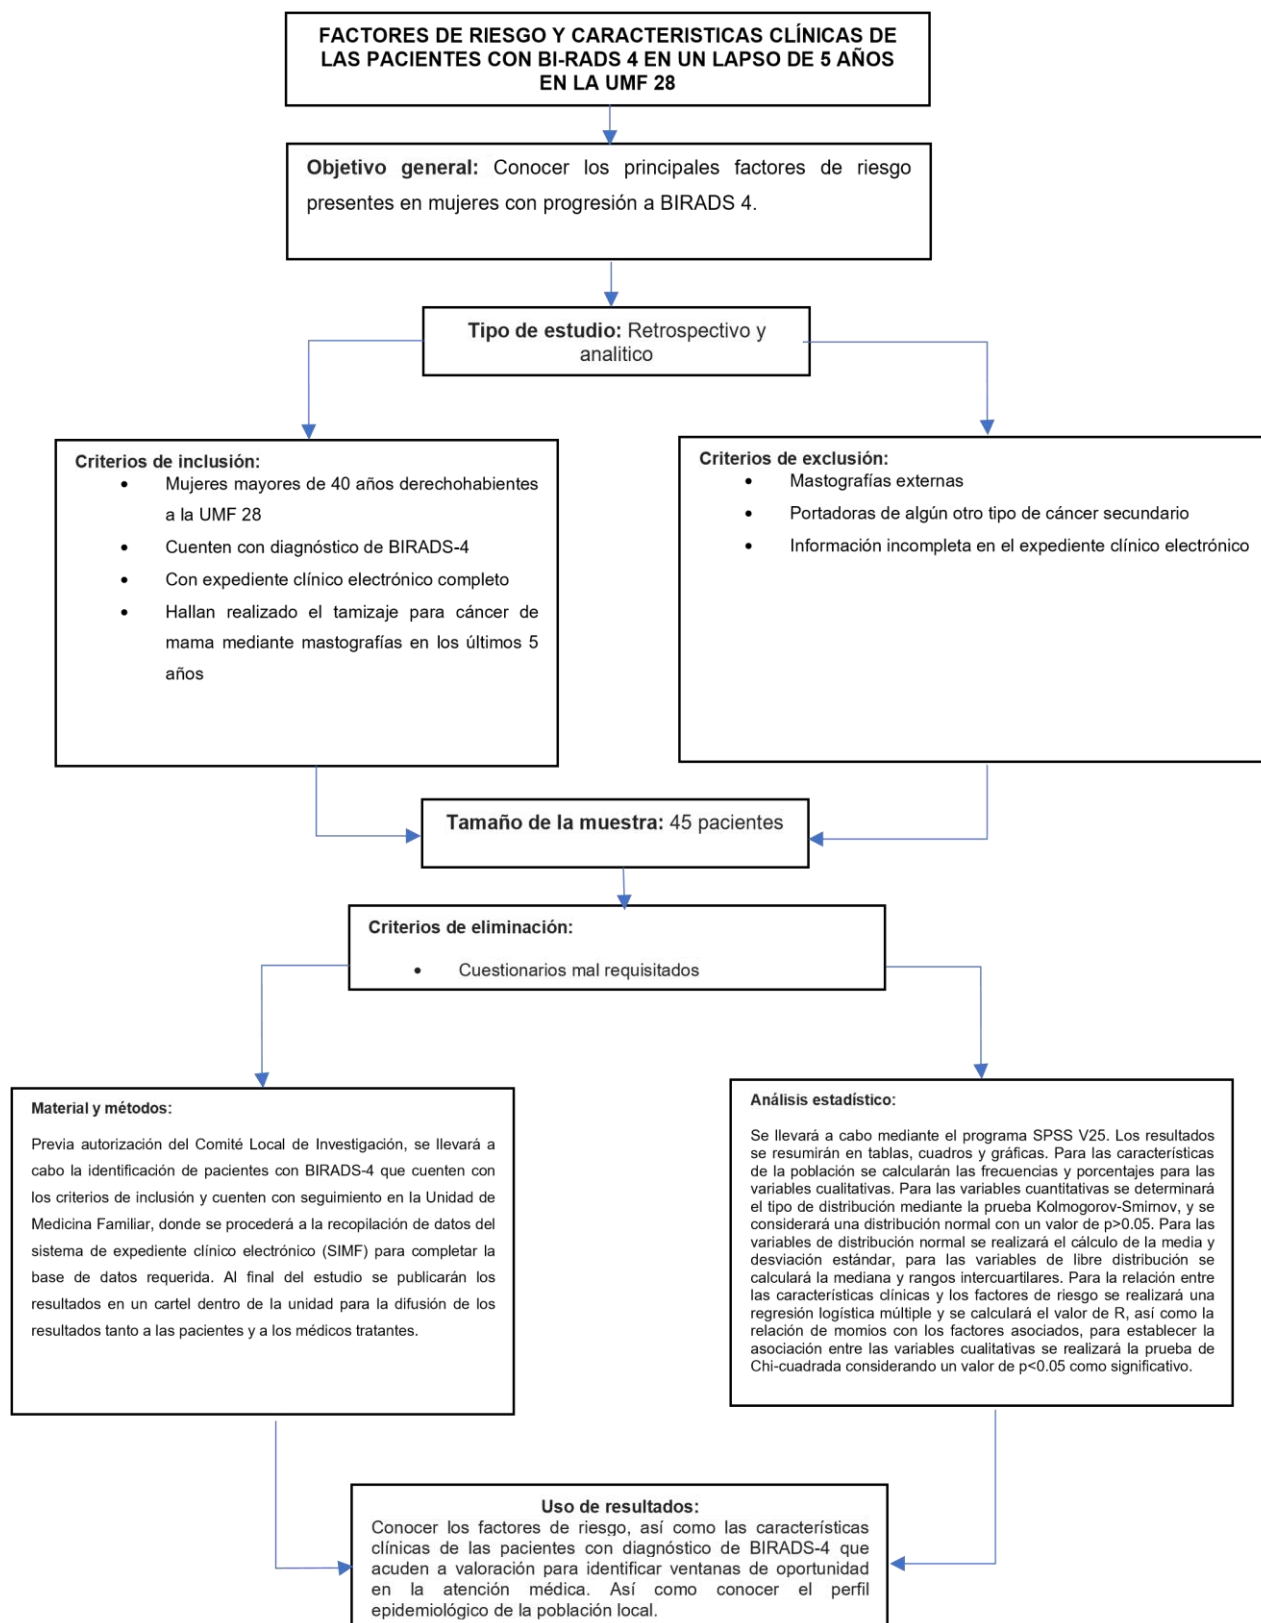 FACTORES DE RIESGO Y CARACTERISTICAS CLÍNICAS DE
LAS PACIENTES CON BI-RADS 4 EN UN LAPSO DE 5 AÑOS
EN LA UMF 28
Objetivo general: Conocer los principales factores de riesgo
presentes en mujeres con progresión a BIRADS 4.
Tipo de estudio: Retrospectivo y
analitico
Criterios de inclusión:
• Mujeres mayores de 40 años derechohabientes
a la UMF 28
• Cuenten con diagnóstico de BIRADS-4
• Con expediente clínico electrónico completo
• Hallan realizado el tamizaje para cáncer de
mama mediante mastografías en los últimos 5
años
Criterios de exclusión:
• Mastografías externas
• Portadoras de algún otro tipo de cáncer secundario
• Información incompleta en el expediente clínico electrónico
Tamaño de la muestra: 45 pacientes
Criterios de eliminación:
• Cuestionarios mal requisitados
Material y métodos:
Previa autorización del Comité Local de Investigación, se llevará a
cabo la identificación de pacientes con BIRADS-4 que cuenten con
los criterios de inclusión y cuenten con seguimiento en la Unidad de
Medicina Familiar, donde se procederá a la recopilación de datos del
sistema de expediente clínico electrónico (SIMF) para completar la
base de datos requerida. Al final del estudio se publicarán los
resultados en un cartel dentro de la unidad para la difusión de los
resultados tanto a las pacientes y a los médicos tratantes.
Análisis estadístico:
Se llevará a cabo mediante el programa SPSS V25. Los resultados
se resumirán en tablas, cuadros y gráficas. Para las características
de la población se calcularán las frecuencias y porcentajes para las
variables cualitativas. Para las variables cuantitativas se determinará
el tipo de distribución mediante la prueba Kolmogorov-Smirnov, y se
considerará una distribución normal con un valor de p>0.05. Para las
variables de distribución normal se realizará el cálculo de la media y
desviación estándar, para las variables de libre distribución se
calculará la mediana y rangos intercuartilares. Para la relación entre
las características clínicas y los factores de riesgo se realizará una
regresión logística múltiple y se calculará el valor de R, así como la
relación de momios con los factores asociados, para establecer la
asociación entre las variables cualitativas se realizará la prueba de
Chi-cuadrada considerando un valor de p<0.05 como significativo.
Uso de resultados:
Conocer los factores de riesgo, así como las características
clínicas de las pacientes con diagnóstico de BIRADS-4 que
acuden a valoración para identificar ventanas de oportunidad
en la atención médica. Así como conocer el perfil
epidemiológico de la población local.